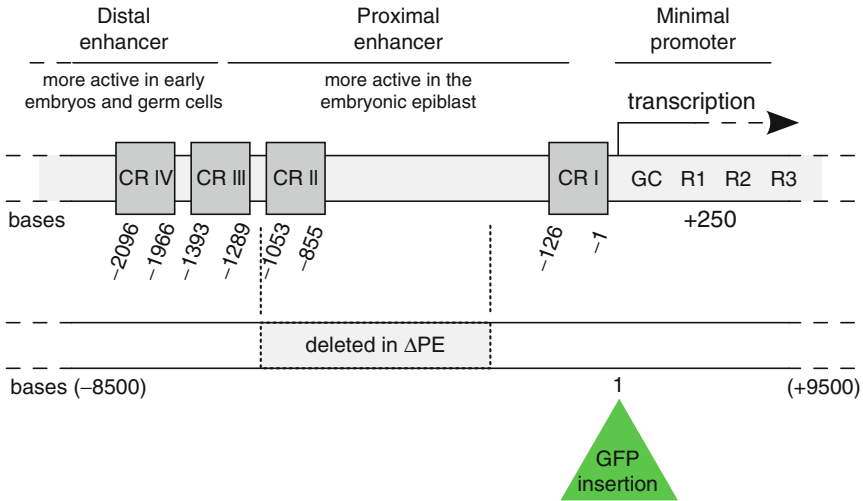 Distal
enhancer
Proximal
enhancer
Minimal
promoter
more active in early
embryos and germ cells
more active in the
embryonic epiblast
transcription
CR IV
CR III
CR II
CR I
GC R1 R2 R3
bases
+250
−2096
−1966
−1393
−1289
−1053
−855
−126
−1
deleted in ΔPE
bases (−8500)
1
(+9500)
GFP
insertion